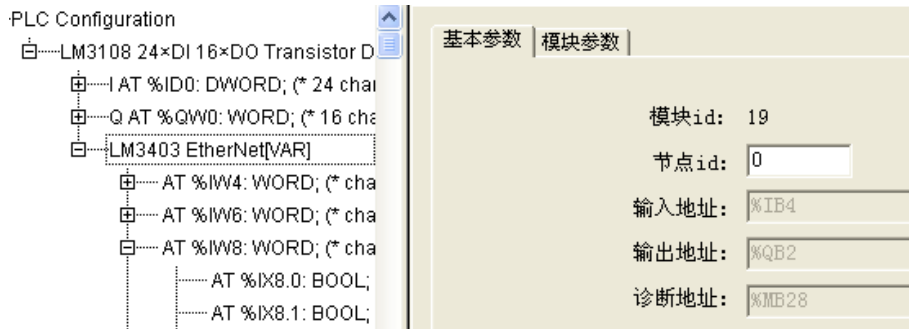 PLC Configuration
LM3108 24×DI 16×DO Transistor D
I AT %ID0: DWORD; (* 24 char
Q AT %QW0: WORD; (* 16 cha
LM3403 EtherNet[VAR]
AT %IW4: WORD; (* cha
AT %IW6: WORD; (* cha
AT %IW8: WORD; (* cha
AT %IX8.0: BOOL;
AT %IX8.1: BOOL;
基本参数 模块参数
模块id: 19
节点id: 0
输入地址: %IB4
输出地址: %QB2
诊断地址: %MB28